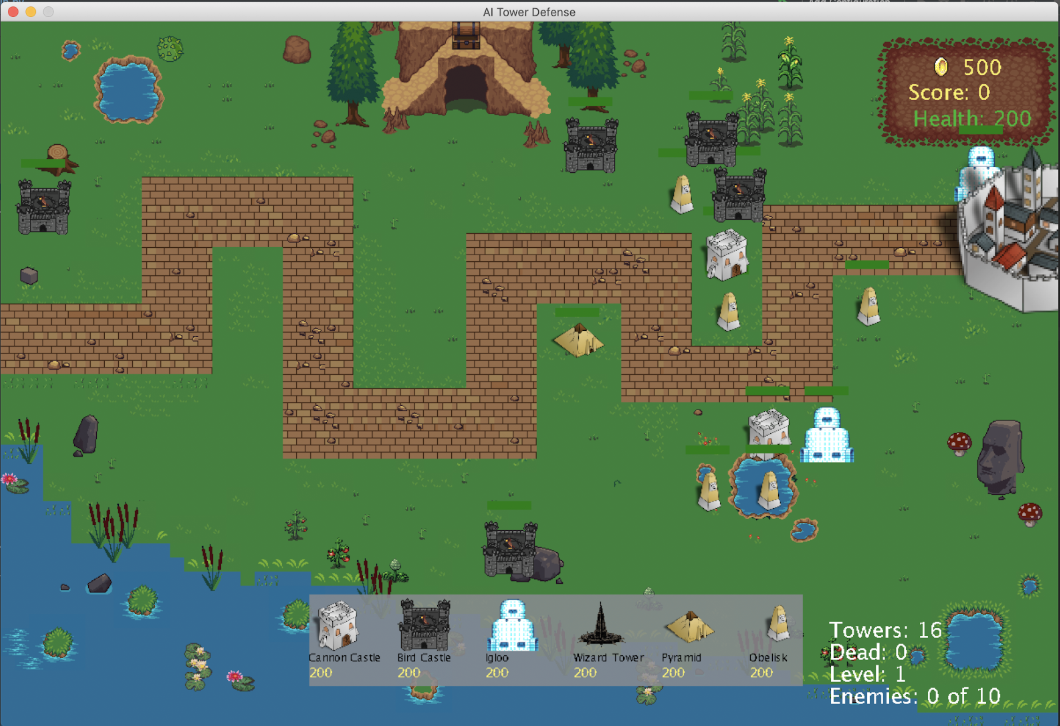 AI Tower Defense
500
Score: 0
Health: 200
Cannon Castle Bird Castle Igloo Wizard Tower Pyramid Obelisk
200 200 200 200 200 200
Towers: 16
Dead: 0
Level: 1
Enemies: 0 of 10